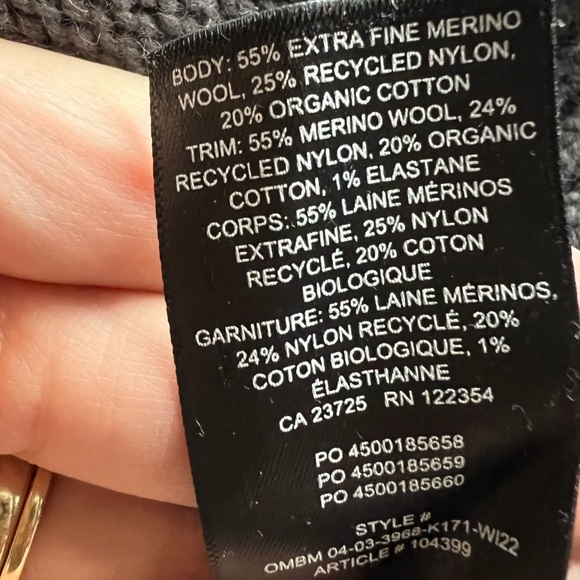 BODY: 55% EXTRA FINE MERINO
WOOL, 25% RECYCLED NYLON,
20% ORGANIC COTTON
TRIM: 55% MERINO WOOL, 24%
RECYCLED NYLON, 20% ORGANIC
COTTON, 1% ELASTANE
CORPS: 55% LAINE MÉRINOS
EXTRAFINE, 25% NYLON
RECYCLÉ, 20% COTON
BIOLOGIQUE
GARNITURE: 55% LAINE MÉRINOS,
24% NYLON RECYCLÉ, 20%
COTON BIOLOGIQUE, 1%
ÉLASTHANNE
CA 23725 RN 122354
PO 4500185658
PO 4500185659
PO 4500185660
STYLE #
OMBM 04-03-3968-K171-WI22
ARTICLE # 104399